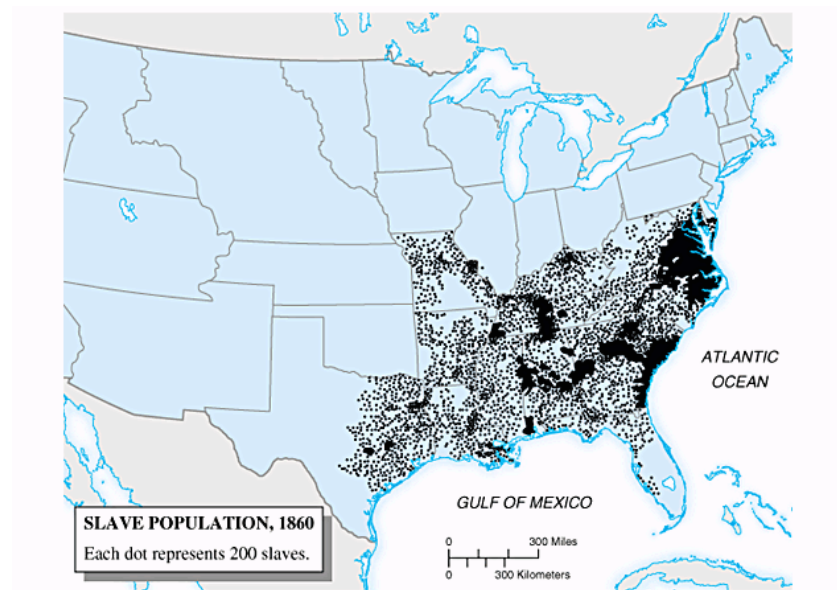 ATLANTIC
OCEAN
GULF OF MEXICO
SLAVE POPULATION, 1860
Each dot represents 200 slaves.
0 300 Miles
0 300 Kilometers